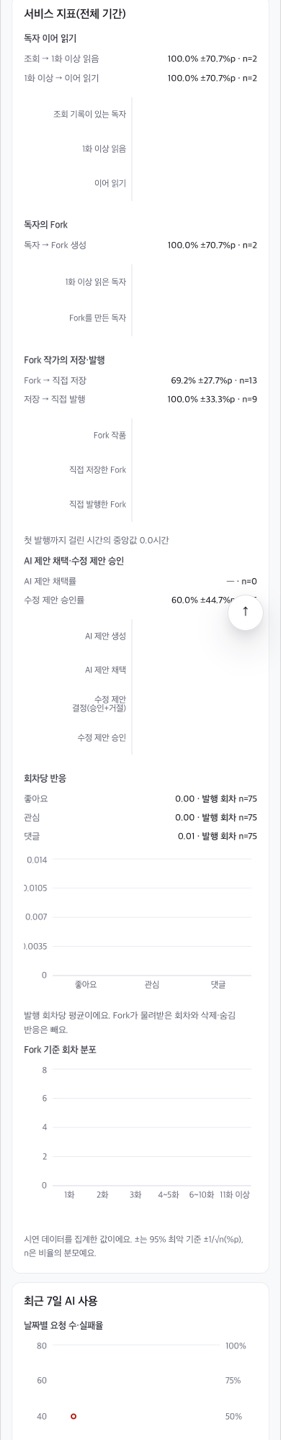 서비스 지표(전체 기간)
독자 이어 읽기
조회 → 1화 이상 읽음 100.0% ±70.7%p · n=2
1화 이상 → 이어 읽기 100.0% ±70.7%p · n=2
조회 기록이 있는 독자
1화 이상 읽음
이어 읽기
독자의 Fork
독자 → Fork 생성 100.0% ±70.7%p · n=2
1화 이상 읽은 독자
Fork를 만든 독자
Fork 작가의 저장·발행
Fork → 직접 저장 69.2% ±27.7%p · n=13
저장 → 직접 발행 100.0% ±33.3%p · n=9
Fork 작품
직접 저장한 Fork
직접 발행한 Fork
첫 발행까지 걸린 시간의 중앙값 0.0시간
AI 제안 채택·수정 제안 승인
AI 제안 채택률 — · n=0
수정 제안 승인률 60.0% ±44.7%
↑
AI 제안 생성
AI 제안 채택
수정 제안
결정(승인+거절)
수정 제안 승인
회차당 반응
좋아요 0.00 · 발행 회차 n=75
관심 0.00 · 발행 회차 n=75
댓글 0.01 · 발행 회차 n=75
0.014
0.0105
0.007
0.0035
0
좋아요 관심 댓글
발행 회차당 평균이에요. Fork가 물려받은 회차와 삭제·숨김
반응은 빼요.
Fork 기준 회차 분포
8
6
4
2
0
1화 2화 3화 4~5화 6~10화 11화 이상
시연 데이터를 집계한 값이에요. ±는 95% 최악 기준 ±1/√n(%p),
n은 비율의 분모예요.
최근 7일 AI 사용
날짜별 요청 수·실패율
80 100%
60 75%
40 50%